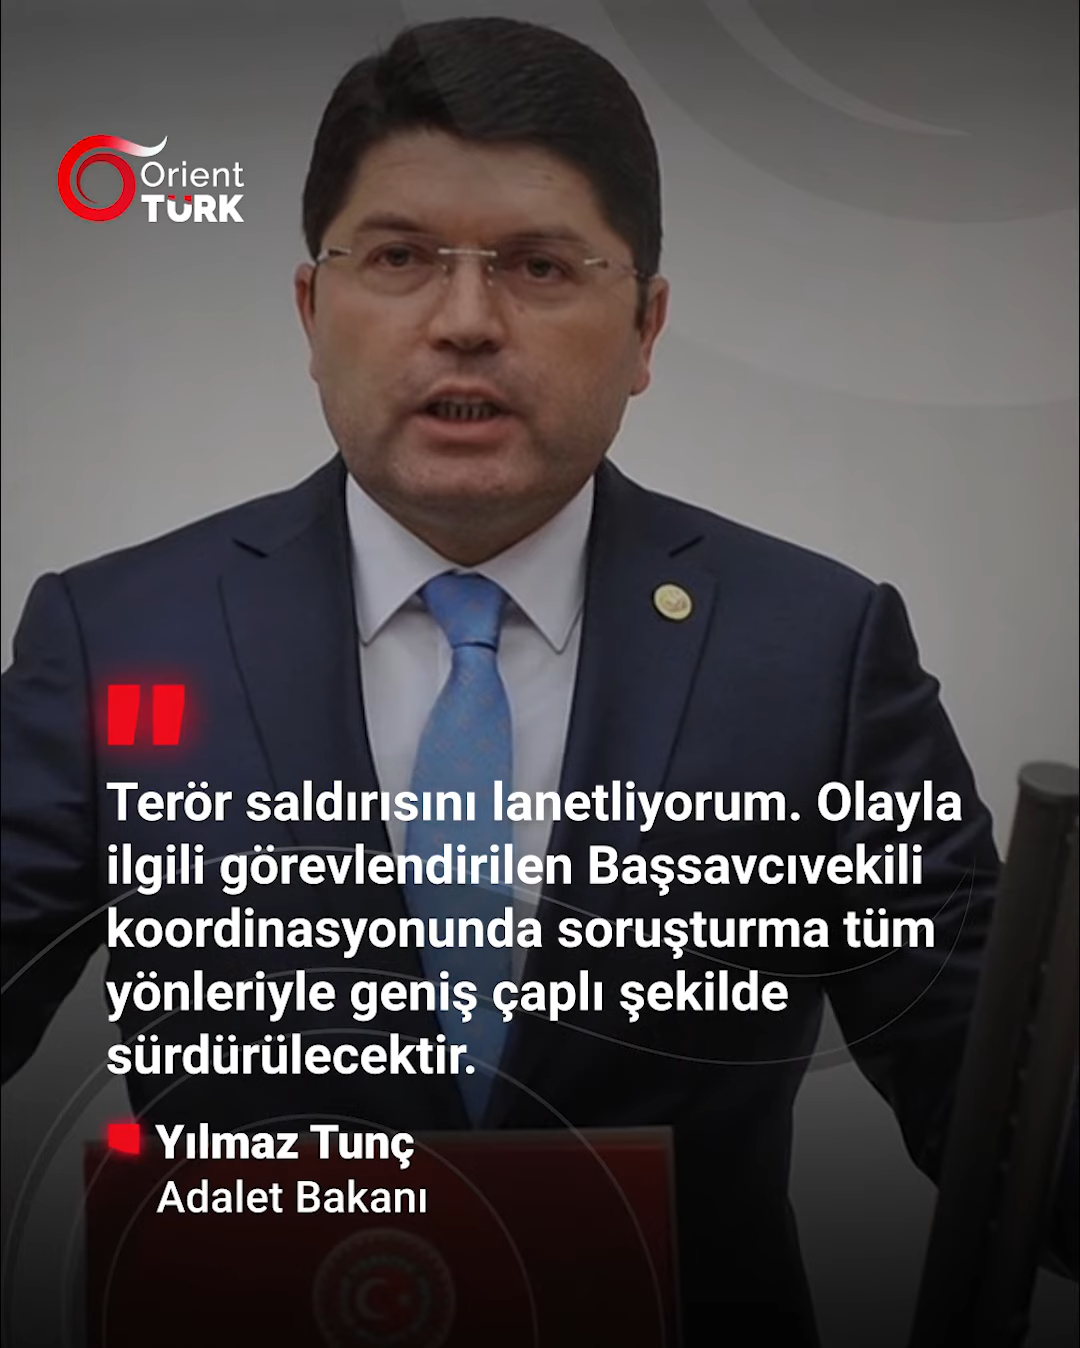 Orient
TÜRK
"
Terör saldırısını lanetliyorum. Olayla
ilgili görevlendirilen Başsavcıvekili
koordinasyonunda soruşturma tüm
yönleriyle geniş çaplı şekilde
sürdürülecektir.
Yılmaz Tunç
Adalet Bakanı